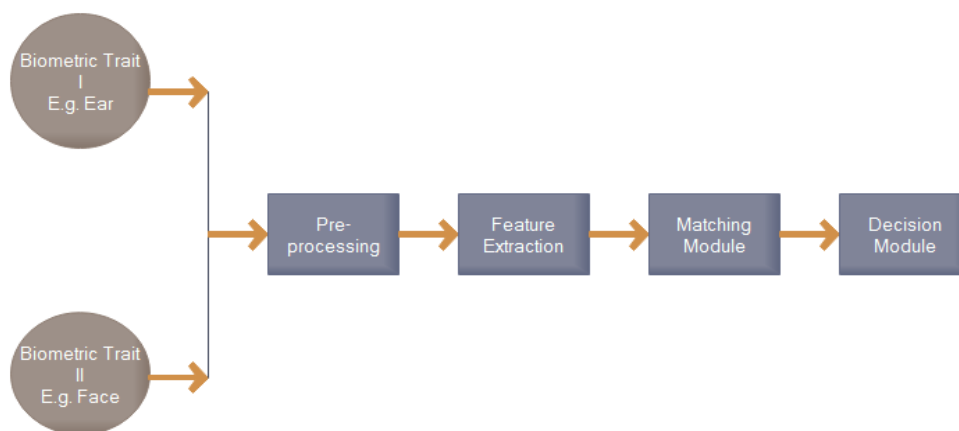 Biometric Trait
I
E.g. Ear
Pre-
processing
Feature
Extraction
Matching
Module
Decision
Module
Biometric Trait
II
E.g. Face